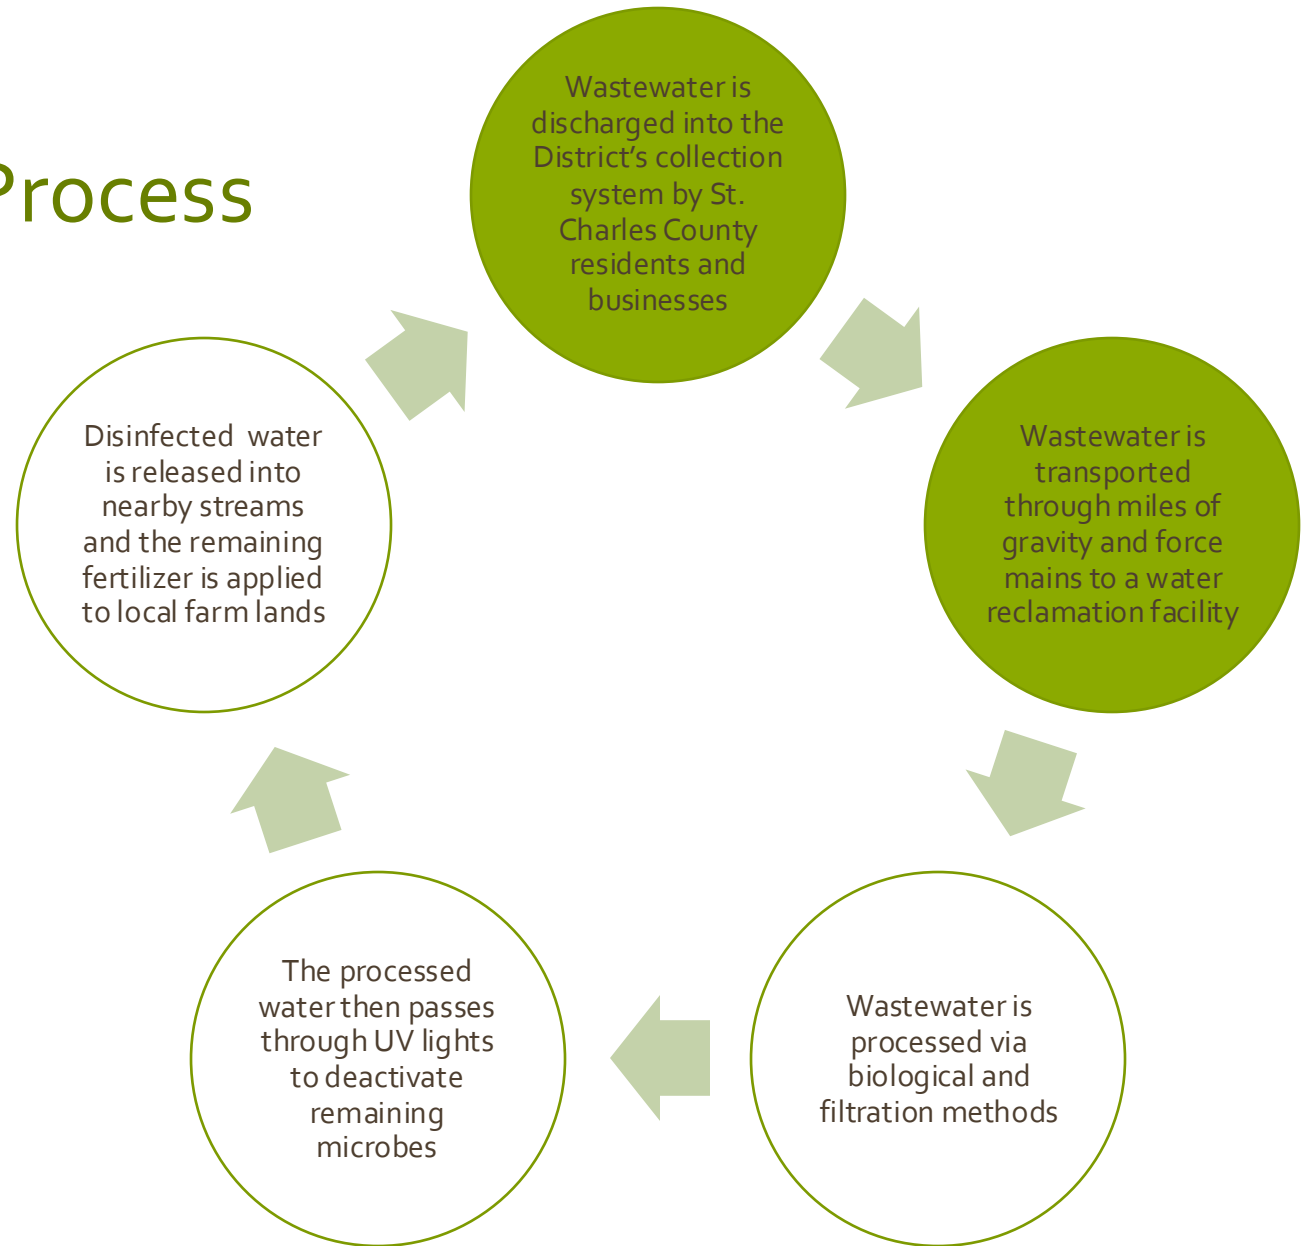 Process
Wastewater is
discharged into the
District’s collection
system by St.
Charles County
residents and
businesses
Wastewater is
transported
through miles of
gravity and force
mains to a water
reclamation facility
Wastewater is
processed via
biological and
filtration methods
The processed
water then passes
through UV lights
to deactivate
remaining
microbes
Disinfected water
is released into
nearby streams
and the remaining
fertilizer is applied
to local farm lands